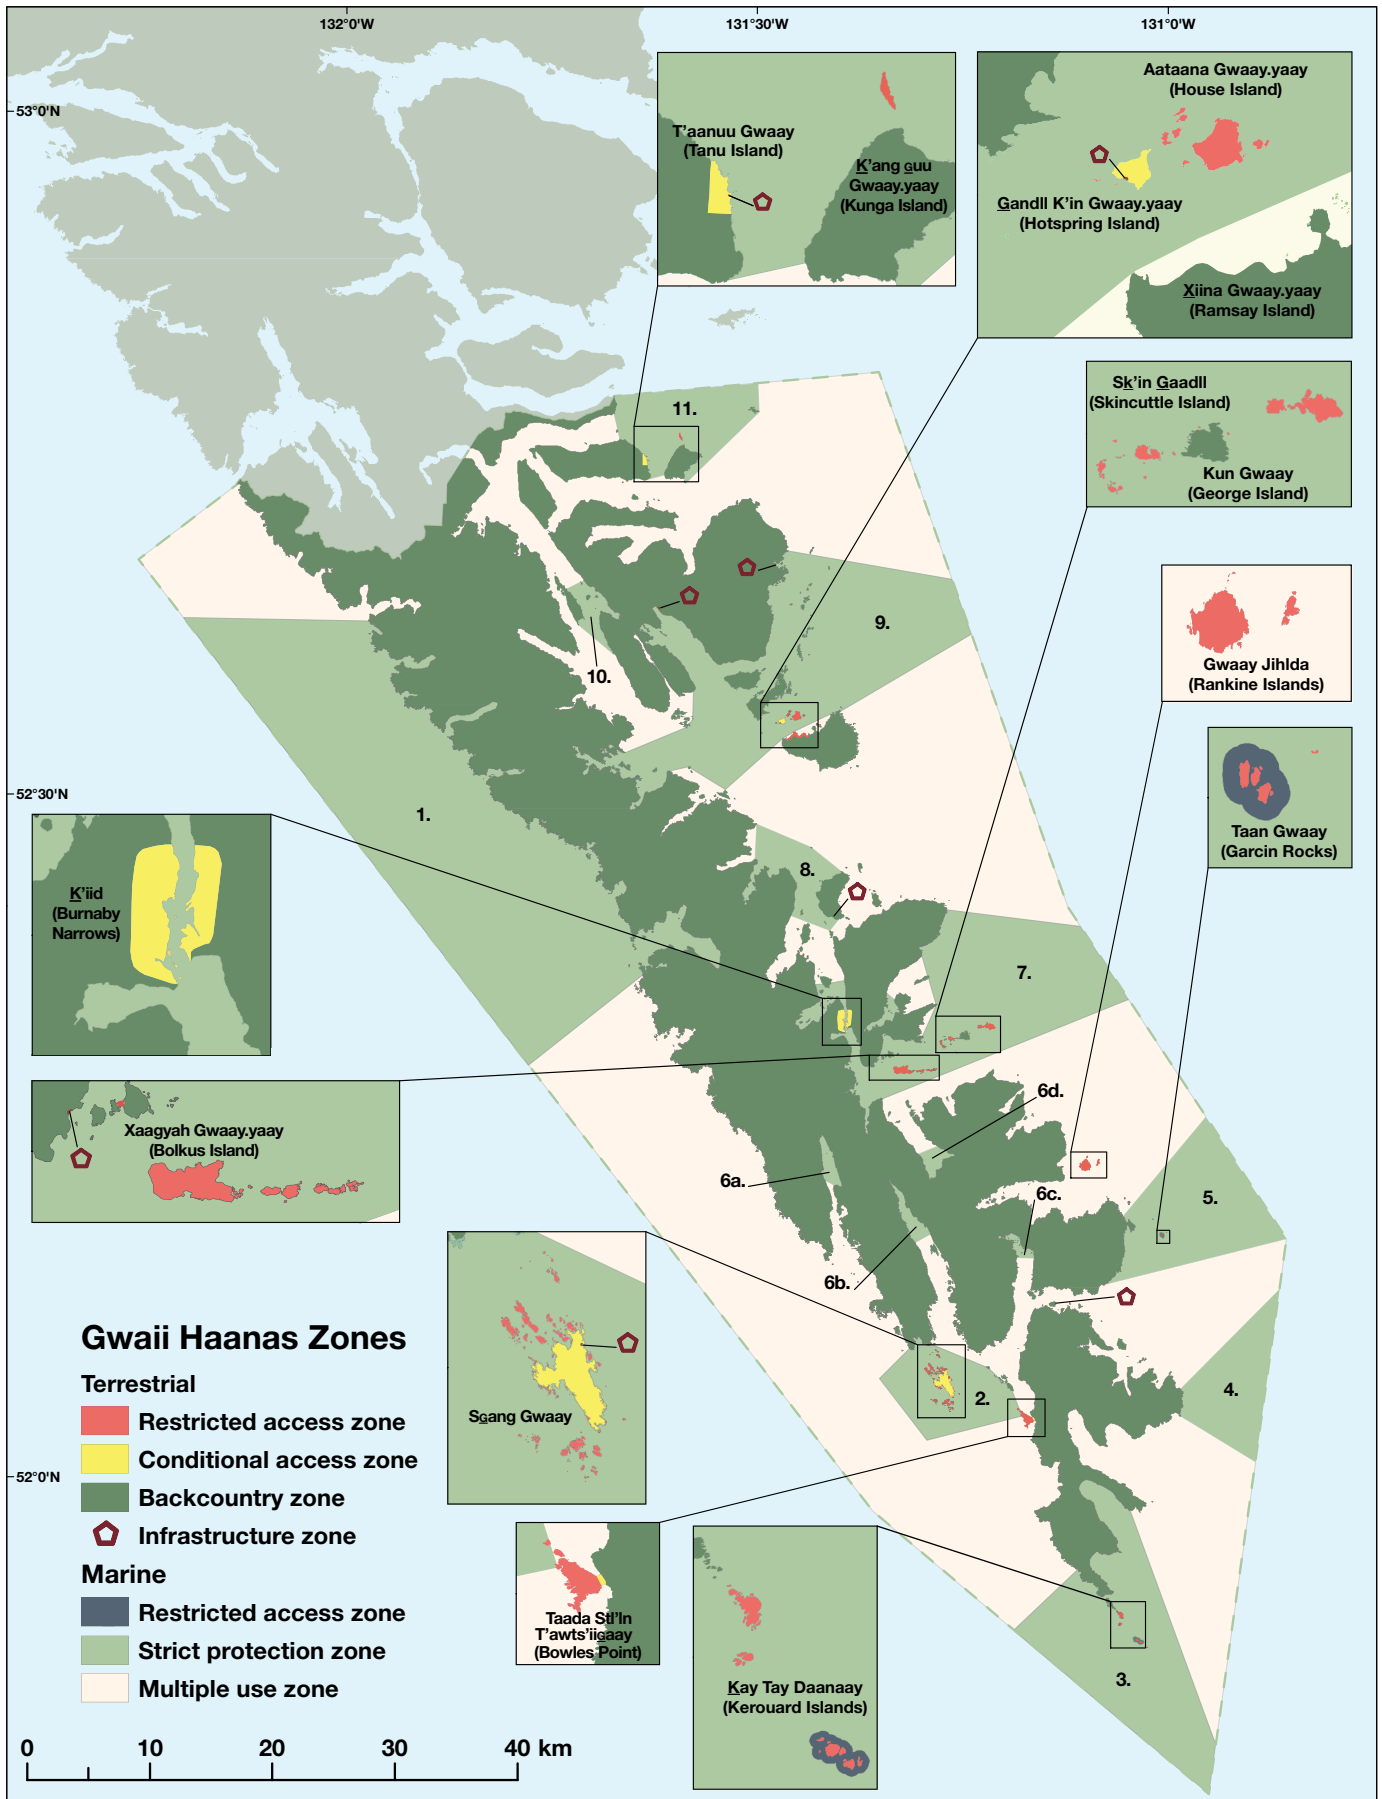 132°0'W
131°30'W
131°0'W
53°0'N
52°30'N
52°0'N
T'aanuu Gwaay
(Tanu Island)
K'ang guu
Gwaay.yaay
(Kunga Island)
Aataana Gwaay.yaay
(House Island)
Gandll K'in Gwaay.yaay
(Hotspring Island)
Xiina Gwaay.yaay
(Ramsay Island)
Sk'in Gaadll
(Skincuttle Island)
Kun Gwaay
(George Island)
Gwaay Jihlda
(Rankine Islands)
Taan Gwaay
(Garcin Rocks)
11.
9.
10.
1.
8.
7.
6d.
6a.
6c.
5.
6b.
4.
2.
3.
K'iid
(Burnaby
Narrows)
Xaagyah Gwaay.yaay
(Bolkus Island)
Sgang Gwaay
Taada Stl'ln
T'awts'iigaay
(Bowles Point)
Kay Tay Daanaay
(Kerouard Islands)
Gwaii Haanas Zones
Terrestrial
Restricted access zone
Conditional access zone
Backcountry zone
Infrastructure zone
Marine
Restricted access zone
Strict protection zone
Multiple use zone
0 10 20 30 40 km